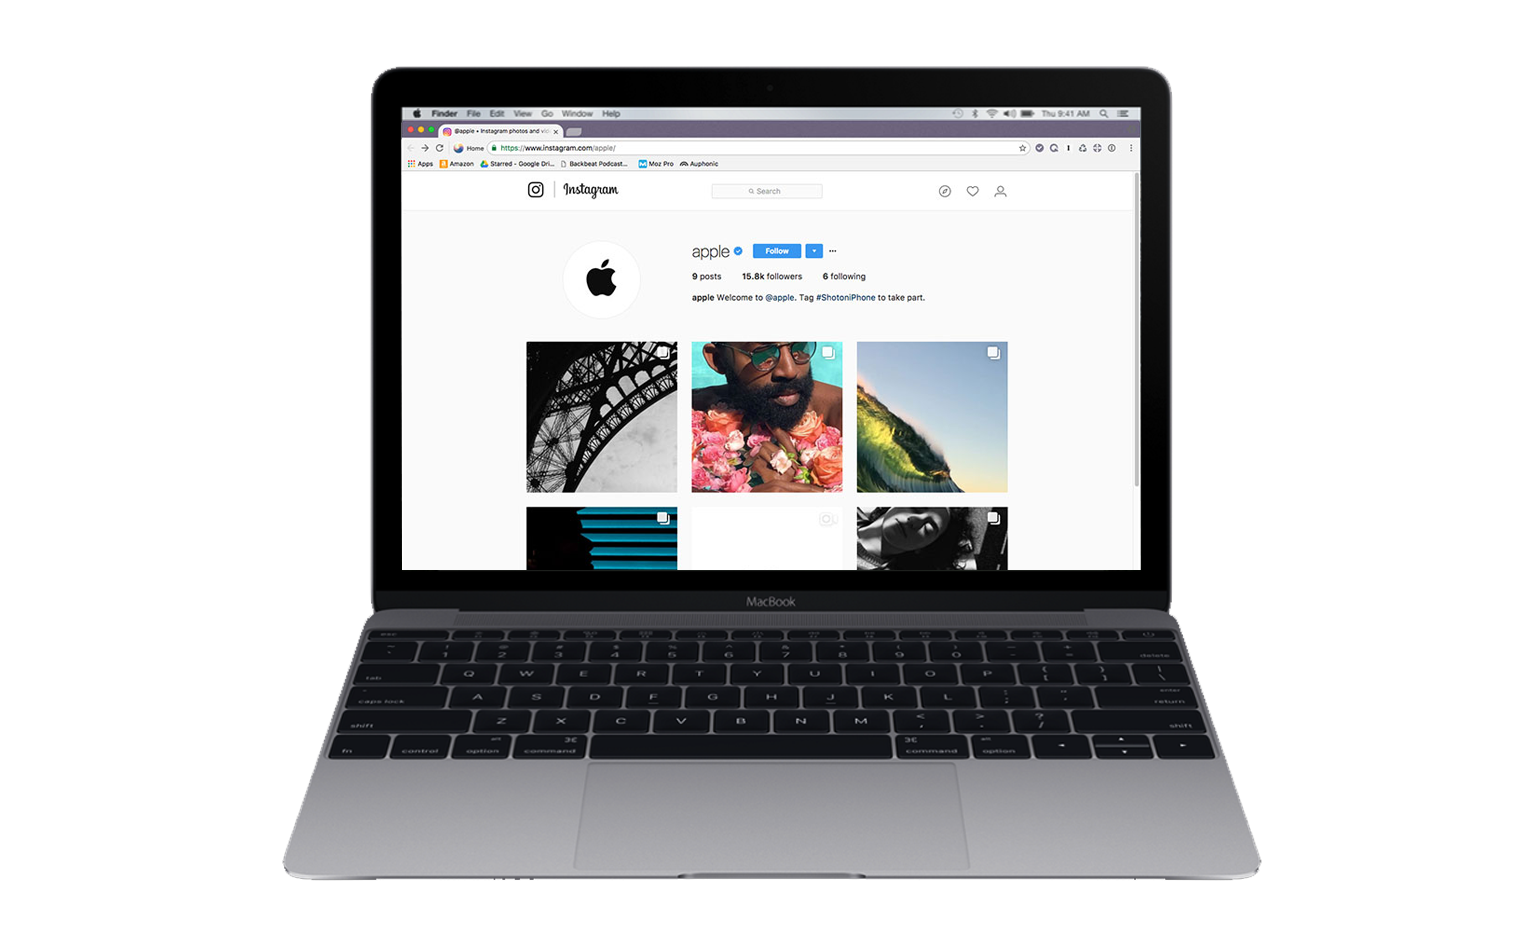 Finder File Edit View Go Window Help Thu 9:41 AM
@apple • Instagram photos and vid
Home https://www.instagram.com/apple/
Apps Amazon Starred - Google Dri... Backbeat Podcast... Moz Pro Auphonic
Instagram Search
apple Follow
9 posts 15.8k followers 6 following
apple Welcome to @apple. Tag #ShotoniPhone to take part.
MacBook
esc
~ ! @ # $ % ^ & * ( ) - +
` 1 2 3 4 5 6 7 8 9 0 = delete
tab Q W E R T Y U I O P { [ } ] | \
caps lock A S D F G H J K L : ; " ' enter return
shift Z X C V B N M < , > . ? / shift
fn control alt option ⌘ command ⌘ command alt option